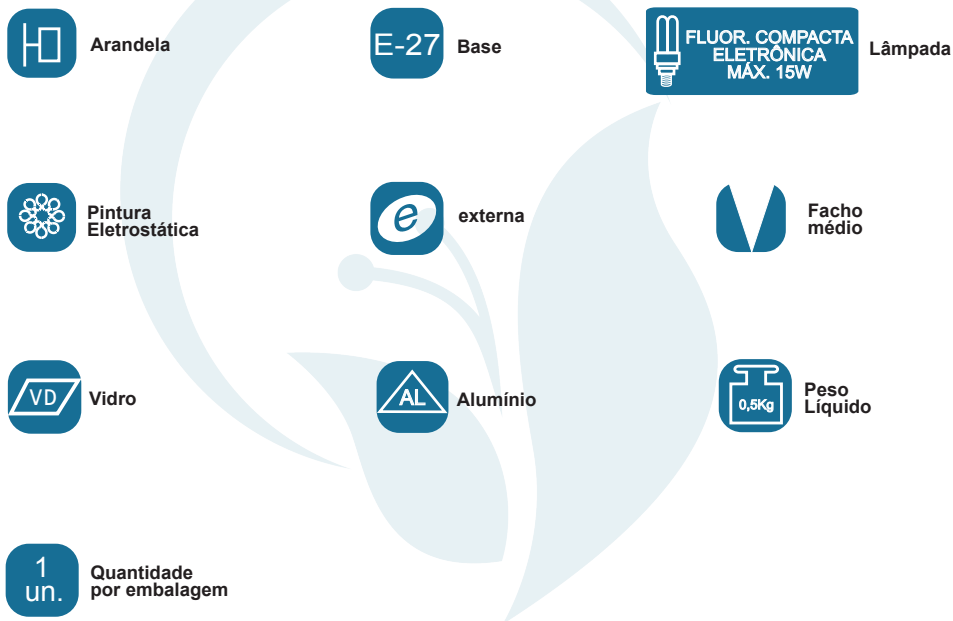 Arandela
E-27
Base
FLUOR. COMPACTA
ELETRÔNICA
MÁX. 15W
Lâmpada
Pintura
Eletrostática
e
externa
Facho
médio
VD
Vidro
AL
Alumínio
0,5Kg
Peso
Líquido
1
un.
Quantidade
por embalagem